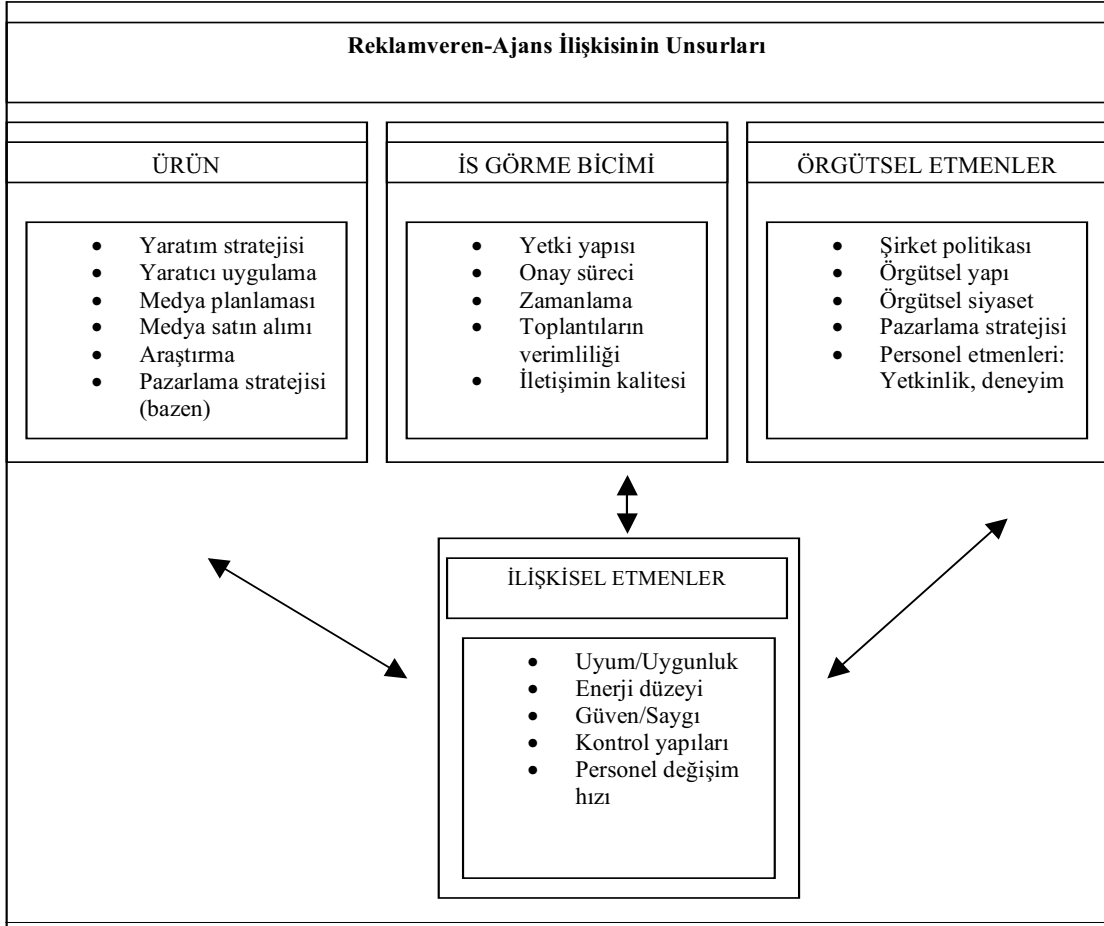 Reklamveren-Ajans İlişkisinin Unsurları
ÜRÜN
• Yaratım stratejisi
• Yaratıcı uygulama
• Medya planlaması
• Medya satın alımı
• Araştırma
• Pazarlama stratejisi
(bazen)
İS GÖRME BİCİMİ
• Yetki yapısı
• Onay süreci
• Zamanlama
• Toplantıların
verimliliği
• İletişimin kalitesi
ÖRGÜTSEL ETMENLER
• Şirket politikası
• Örgütsel yapı
• Örgütsel siyaset
• Pazarlama stratejisi
• Personel etmenleri:
Yetkinlik, deneyim
İLİŞKİSEL ETMENLER
• Uyum/Uygunluk
• Enerji düzeyi
• Güven/Saygı
• Kontrol yapıları
• Personel değişim
hızı